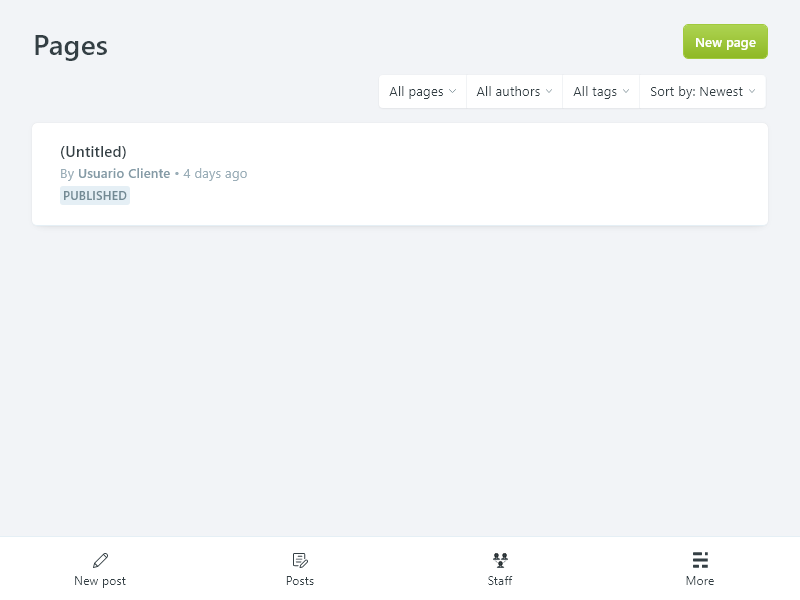 Pages
New page
All pages
All authors
All tags
Sort by: Newest
(Untitled)
By Usuario Cliente • 4 days ago
PUBLISHED
New post
Posts
Staff
More